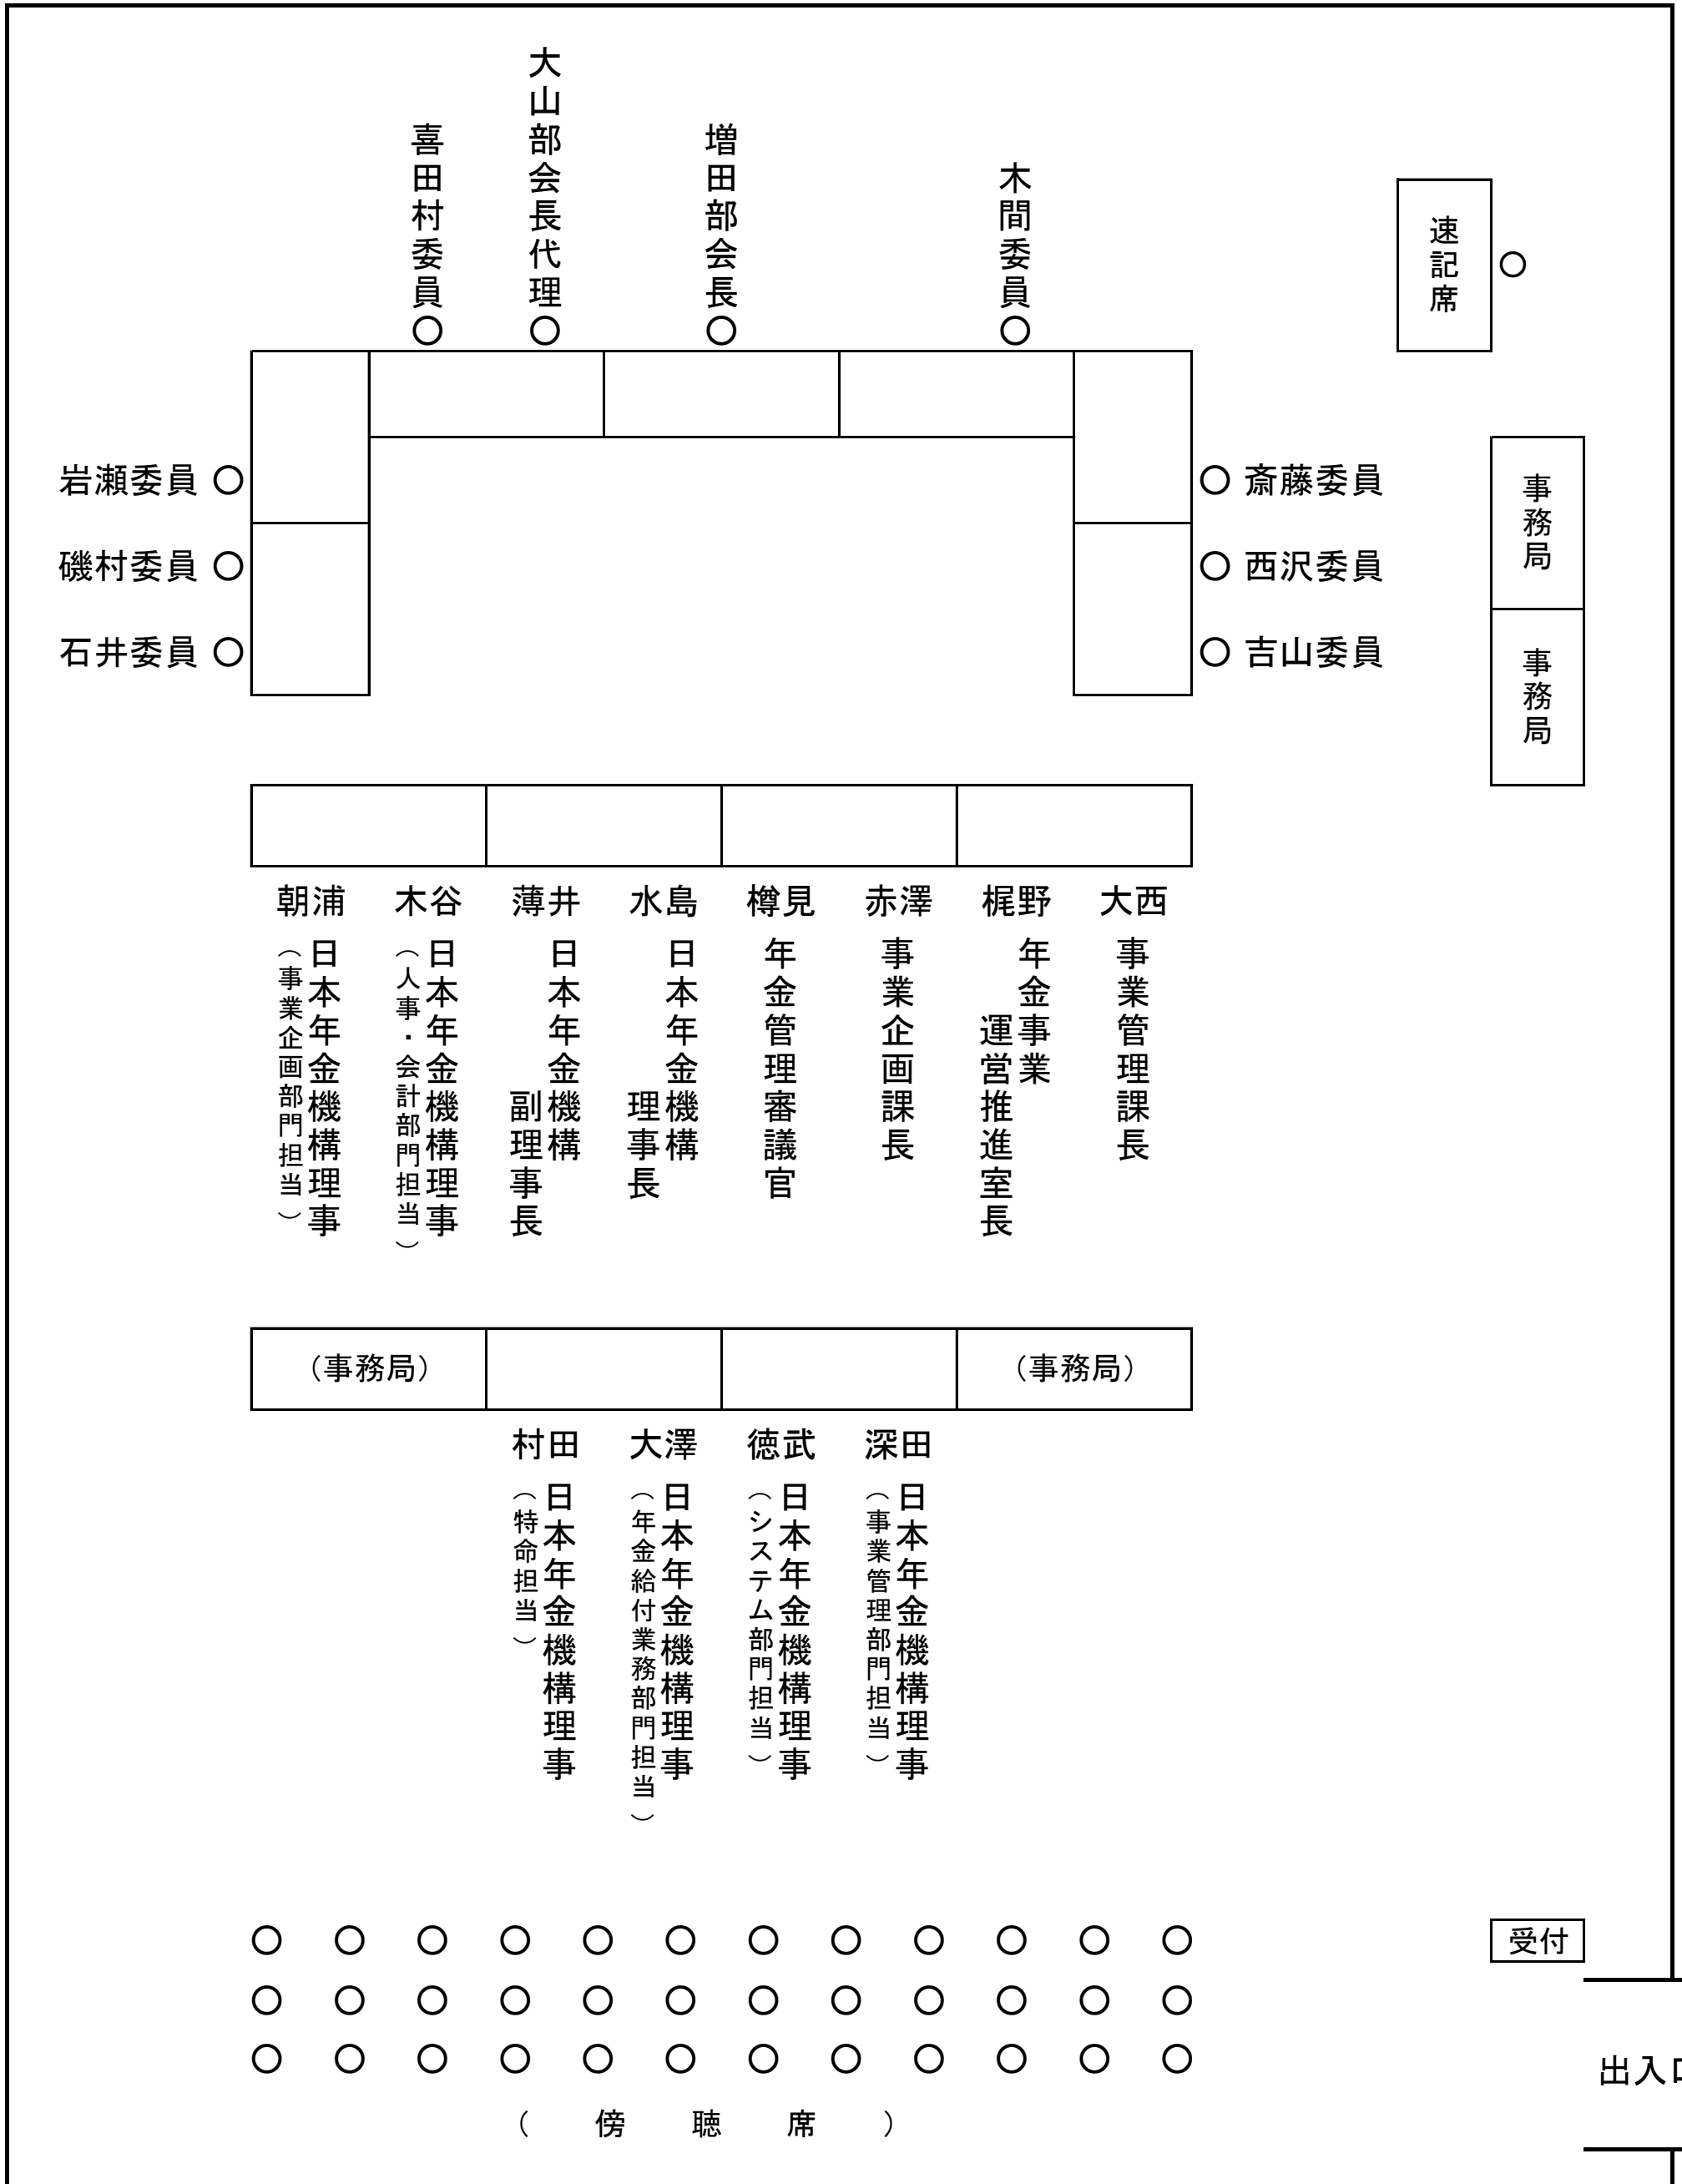 喜田村委員○
大山部会長代理○
増田部会長○
木間委員○
速記席
○
岩瀬委員 ○
磯村委員 ○
石井委員 ○
○ 斎藤委員
○ 西沢委員
○ 吉山委員
事務局
事務局
朝浦
日本年金機構理事
（事業企画部門担当）
木谷
日本年金機構理事
（人事・会計部門担当）
薄井
日本年金機構
副理事長
水島
日本年金機構
理事長
樽見
年金管理審議官
赤澤
事業企画課長
梶野
年金事業
運営推進室長
大西
事業管理課長
（事務局）
（事務局）
村田
日本年金機構理事
（特命担当）
大澤
日本年金機構理事
（年金給付業務部門担当）
徳武
日本年金機構理事
（システム部門担当）
深田
日本年金機構理事
（事業管理部門担当）
○ ○ ○ ○ ○ ○ ○ ○ ○ ○ ○ ○
○ ○ ○ ○ ○ ○ ○ ○ ○ ○ ○ ○
○ ○ ○ ○ ○ ○ ○ ○ ○ ○ ○ ○
（ 傍 聴 席 ）
受付
出入口